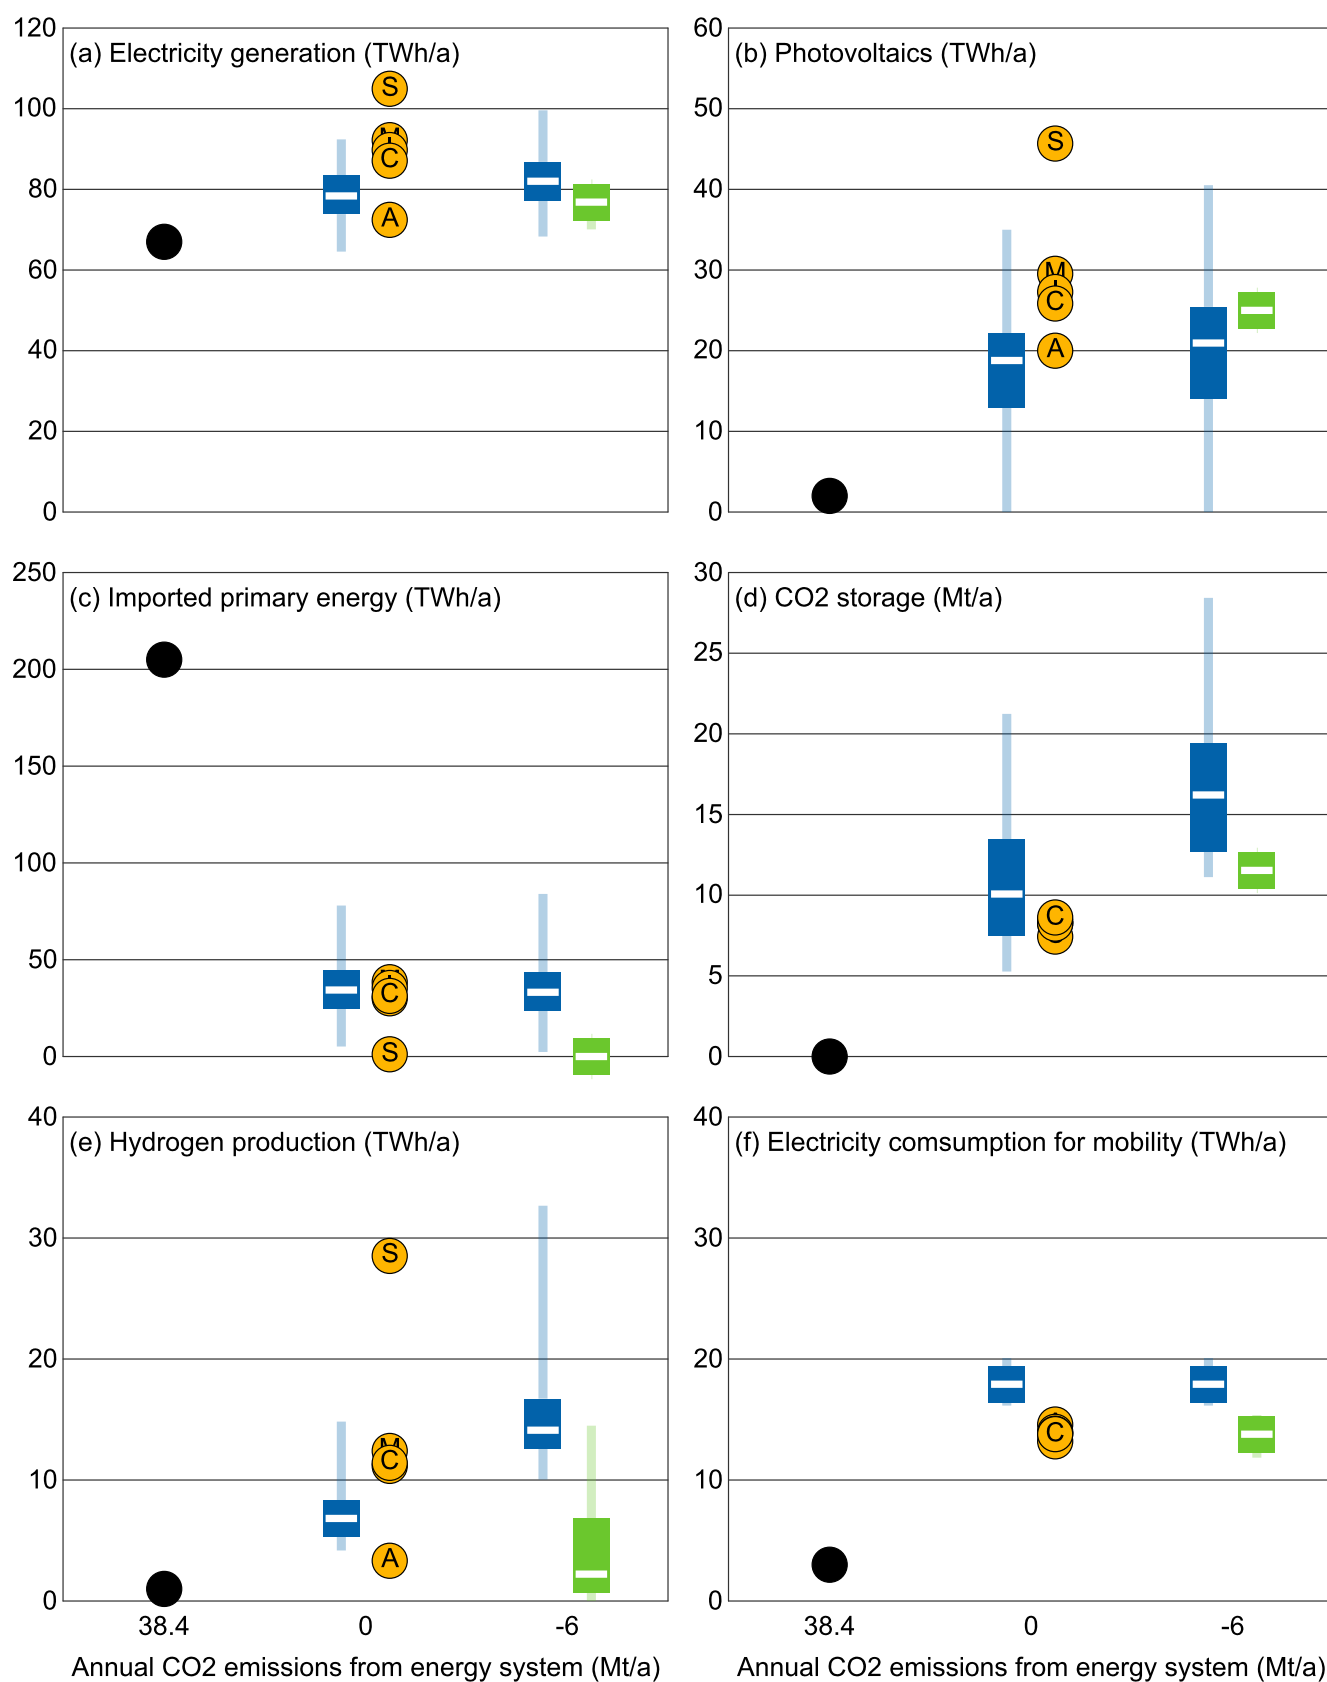 120
(a) Electricity generation (TWh/a)
100
80
60
40
20
0
S
M
C
A
60
(b) Photovoltaics (TWh/a)
50
40
30
20
10
0
S
M
C
A
250
(c) Imported primary energy (TWh/a)
200
150
100
50
0
C
S
30
(d) CO2 storage (Mt/a)
25
20
15
10
5
0
C
40
(e) Hydrogen production (TWh/a)
30
20
10
0
S
M
C
A
38.4 0 -6
Annual CO2 emissions from energy system (Mt/a)
40
(f) Electricity comsumption for mobility (TWh/a)
30
20
10
0
C
38.4 0 -6
Annual CO2 emissions from energy system (Mt/a)